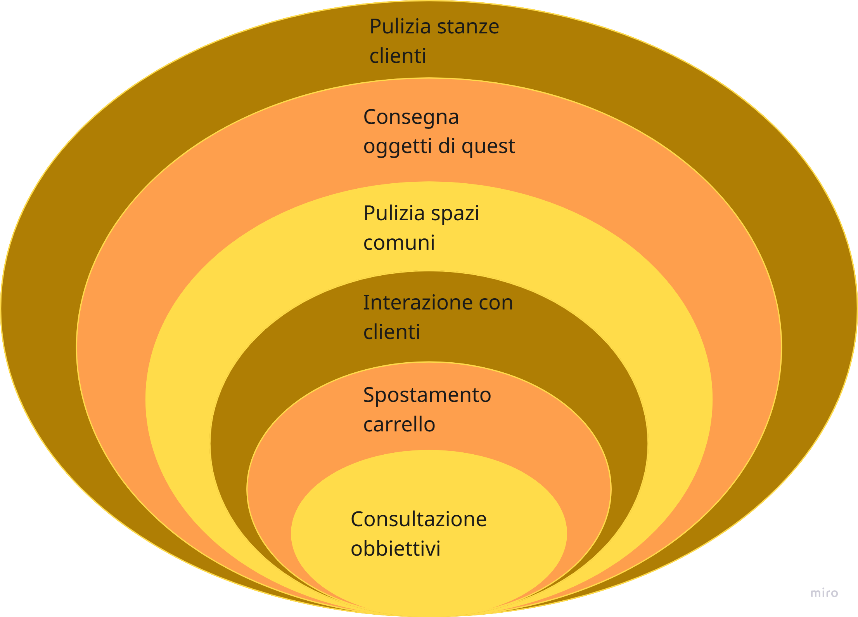 Pulizia stanze
clienti
Consegna
oggetti di quest
Pulizia spazi
comuni
Interazione con
clienti
Spostamento
carrello
Consultazione
obbiettivi
miro